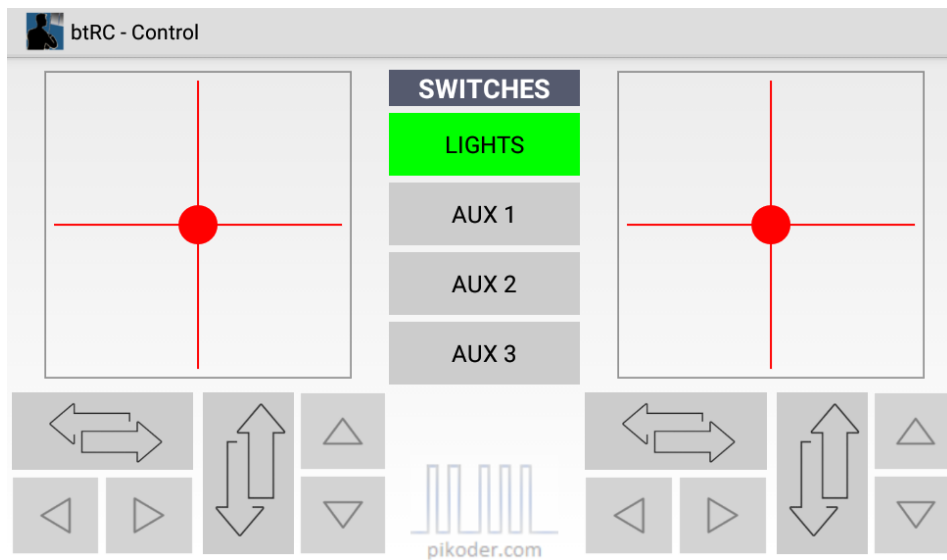 btRC - Control
SWITCHES
LIGHTS
AUX 1
AUX 2
AUX 3
pikoder.com